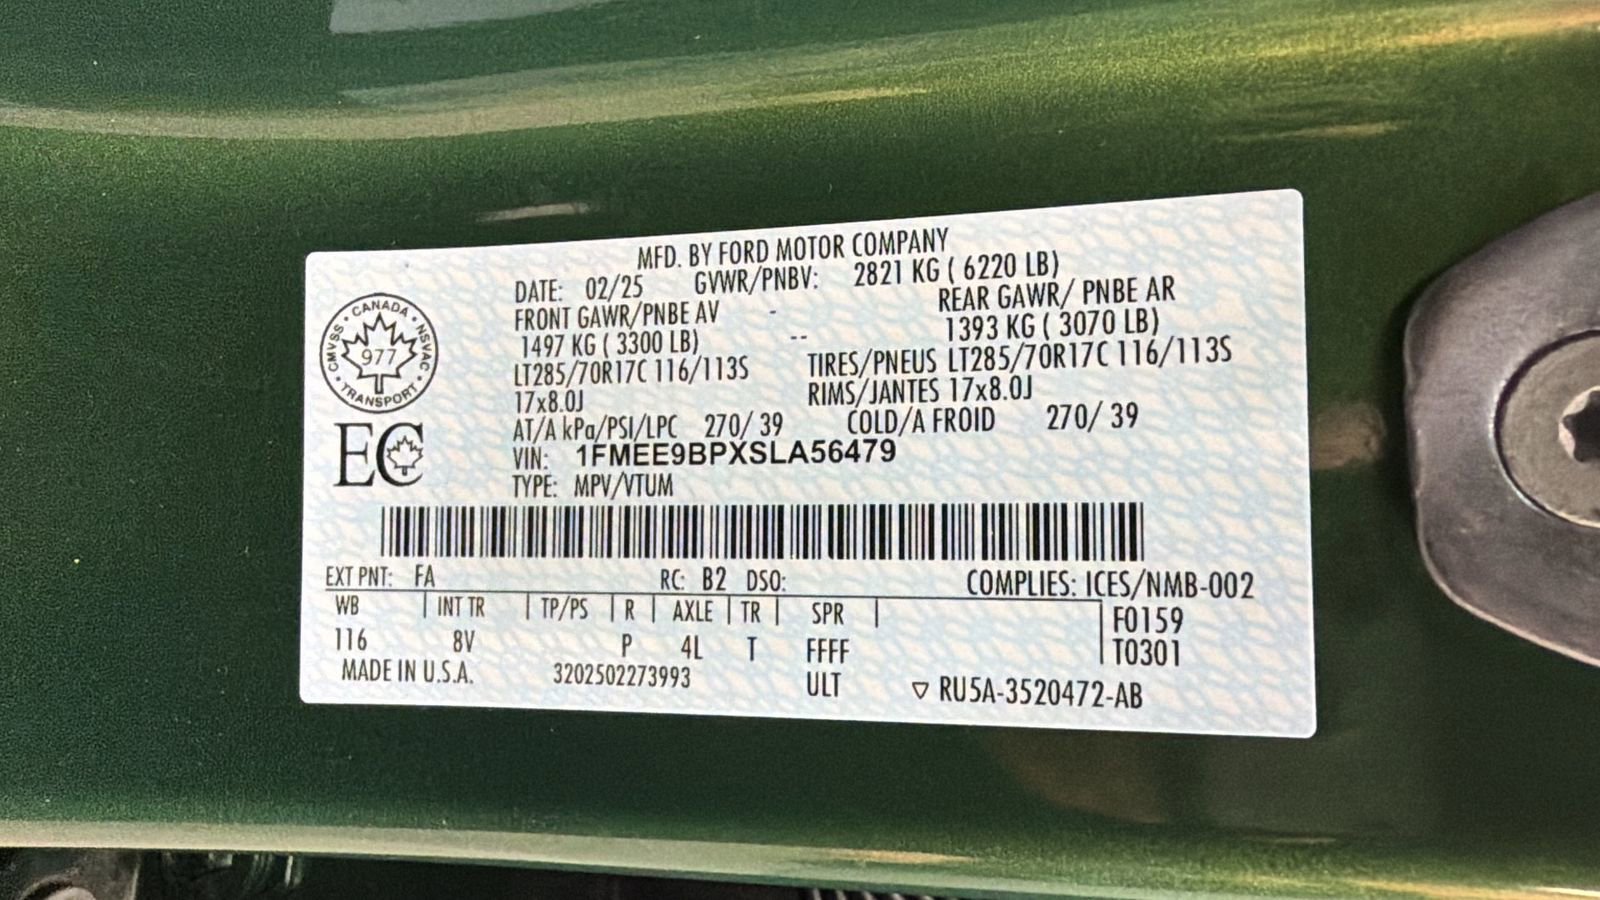 MFD. BY FORD MOTOR COMPANY
DATE: 02/25 GVWR/PNBV: 2821 KG ( 6220 LB)
FRONT GAWR/PNBE AV - REAR GAWR/ PNBE AR
1497 KG ( 3300 LB) -- 1393 KG ( 3070 LB)
LT285/70R17C 116/113S TIRES/PNEUS LT285/70R17C 116/113S
17x8.0J RIMS/JANTES 17x8.0J
AT/A kPa/PSI/LPC 270/ 39 COLD/A FROID 270/ 39
VIN: 1FMEE9BPXSLA56479
TYPE: MPV/VTUM
CANADA
CMVSS · NSVAC
977
TRANSPORT
EC
EXT PNT: FA RC: B2 DSO: COMPLIES: ICES/NMB-002
WB | INT TR | TP/PS | R | AXLE | TR | SPR | F0159
116 8V P 4L T FFFF T0301
MADE IN U.S.A. 3202502273993 ULT ▽ RU5A-3520472-AB